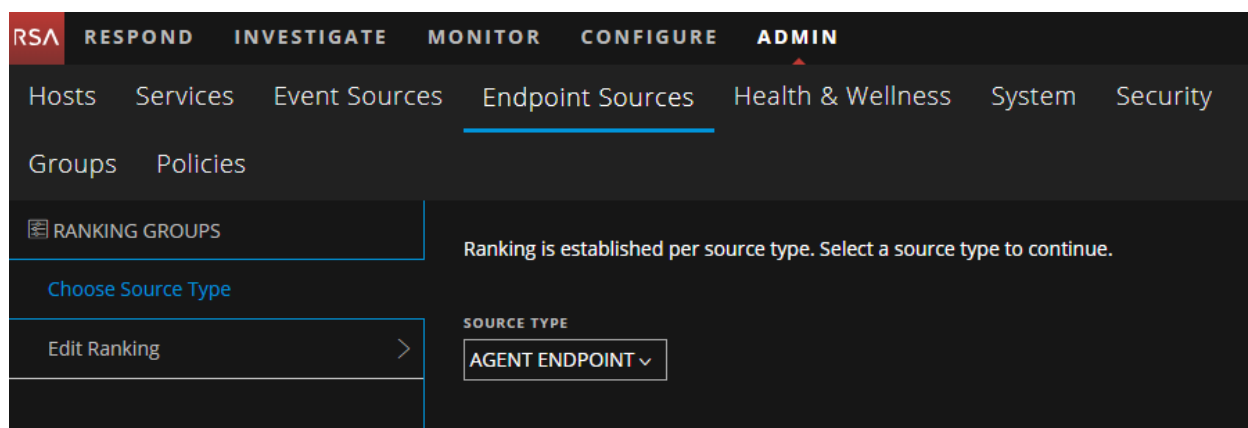 RSA RESPOND INVESTIGATE MONITOR CONFIGURE ADMIN
Hosts Services Event Sources Endpoint Sources Health & Wellness System Security
Groups Policies
RANKING GROUPS
Ranking is established per source type. Select a source type to continue.
Choose Source Type
SOURCE TYPE
Edit Ranking
AGENT ENDPOINT